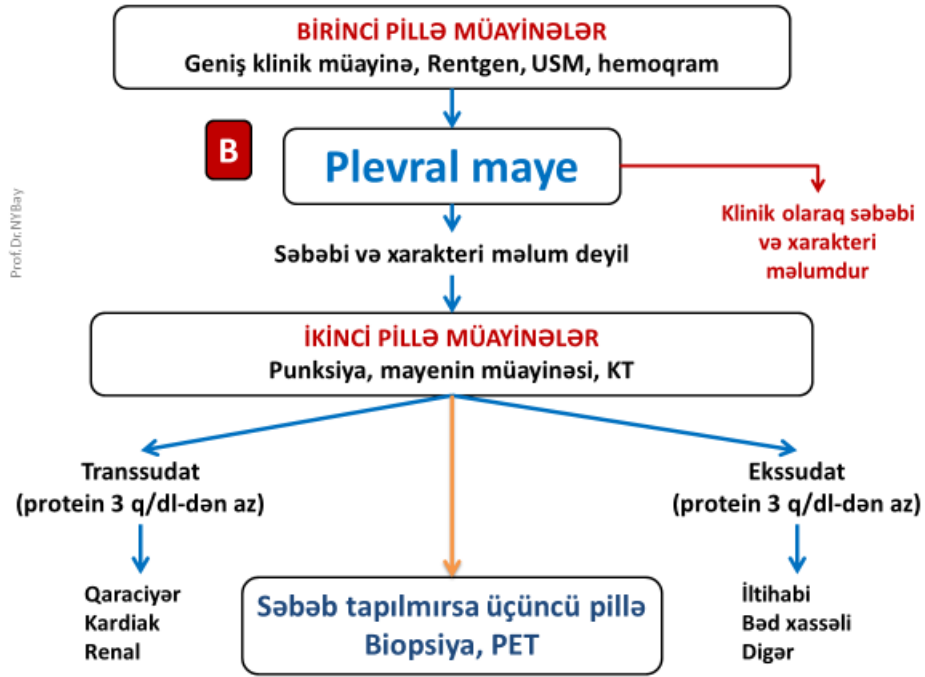 BİRİNCİ PİLLƏ MÜAYİNƏLƏR
Geniş klinik müayinə, Rentgen, USM, hemoqram
B
Plevral maye
Prof.Dr.NYBay
Klinik olaraq səbəbi
və xarakteri
məlumdur
Səbəbi və xarakteri məlum deyil
İKİNCİ PİLLƏ MÜAYİNƏLƏR
Punksiya, mayenin müayinəsi, KT
Transsudat
(protein 3 q/dl-dən az)
Ekssudat
(protein 3 q/dl-dən az)
Qaraciyər
Kardiak
Renal
Səbəb tapılmırsa üçüncü pillə
Biopsiya, PET
İltihabi
Bəd xassəli
Digər